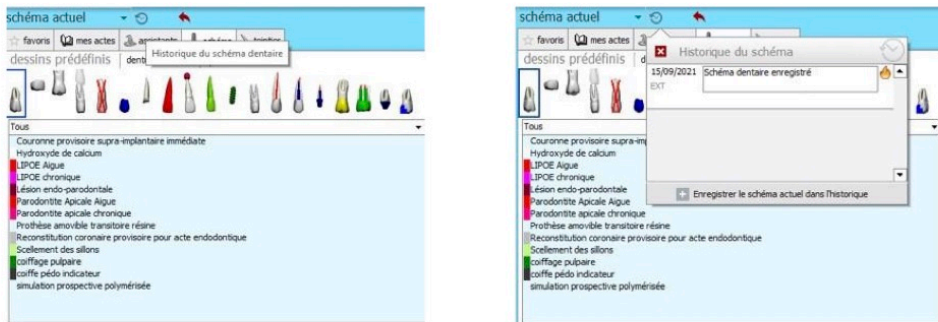 schéma actuel
favoris mes actes
Historique du schéma dentaire
dessins prédéfinis
Tous
Couronne provisoire supra-implantaire immédiate
Hydroxyde de calcium
LIPOE Aigue
LIPOE chronique
Lésion endo-parodontale
Parodontite Apicale Aigue
Parodontite apicale chronique
Prothèse amovible transitoire résine
Reconstitution coronaire provisoire pour acte endodontique
Scellement des sillons
coiffage pulpaire
coiffe pédo indicateur
simulation prospective polymérisée
schéma actuel
favoris mes actes
Historique du schéma
dessins prédéfinis
15/09/2021 Schéma dentaire enregistré
EXT
Enregistrer le schéma actuel dans l'historique
Tous
Couronne provisoire supra-im
Hydroxyde de calcium
LIPOE Aigue
LIPOE chronique
Lésion endo-parodontale
Parodontite Apicale Aigue
Parodontite apicale chronique
Prothèse amovible transitoire résine
Reconstitution coronaire provisoire pour acte endodontique
Scellement des sillons
coiffage pulpaire
coiffe pédo indicateur
simulation prospective polymérisée